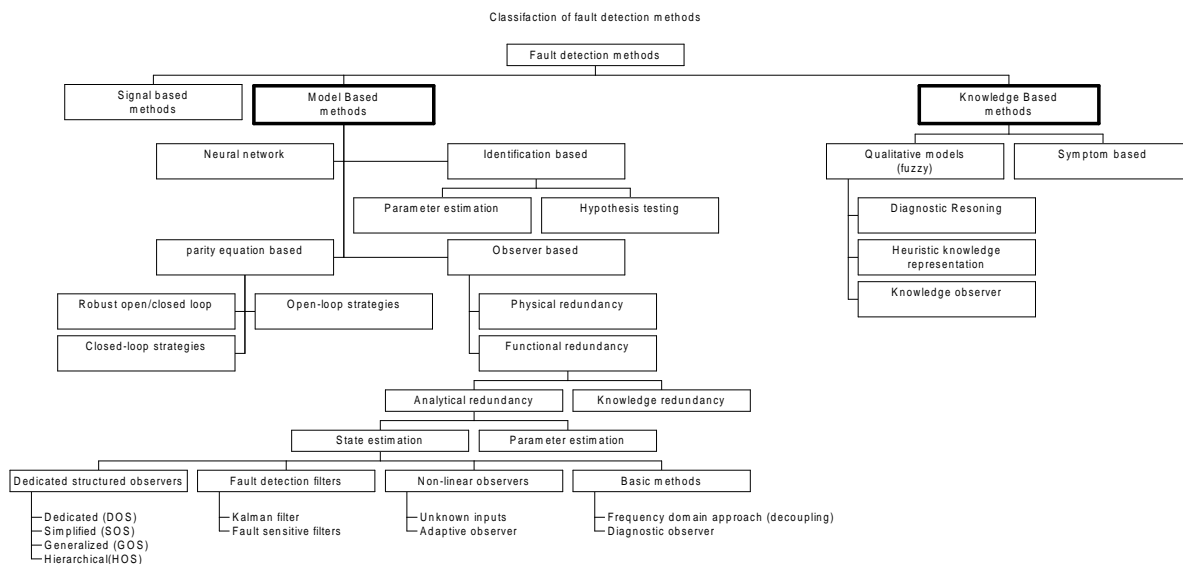 Classifaction of fault detection methods
Fault detection methods
Signal based
methods
Model Based
methods
Knowledge Based
methods
Neural network
Identification based
Qualitative models
(fuzzy)
Symptom based
Parameter estimation
Hypothesis testing
Diagnostic Resoning
parity equation based
Observer based
Heuristic knowledge
representation
Robust open/closed loop
Open-loop strategies
Physical redundancy
Knowledge observer
Closed-loop strategies
Functional redundancy
Analytical redundancy
Knowledge redundancy
State estimation
Parameter estimation
Dedicated structured observers
Fault detection filters
Non-linear observers
Basic methods
Dedicated (DOS)
Simplified (SOS)
Generalized (GOS)
Hierarchical(HOS)
Kalman filter
Fault sensitive filters
Unknown inputs
Adaptive observer
Frequency domain approach (decoupling)
Diagnostic observer